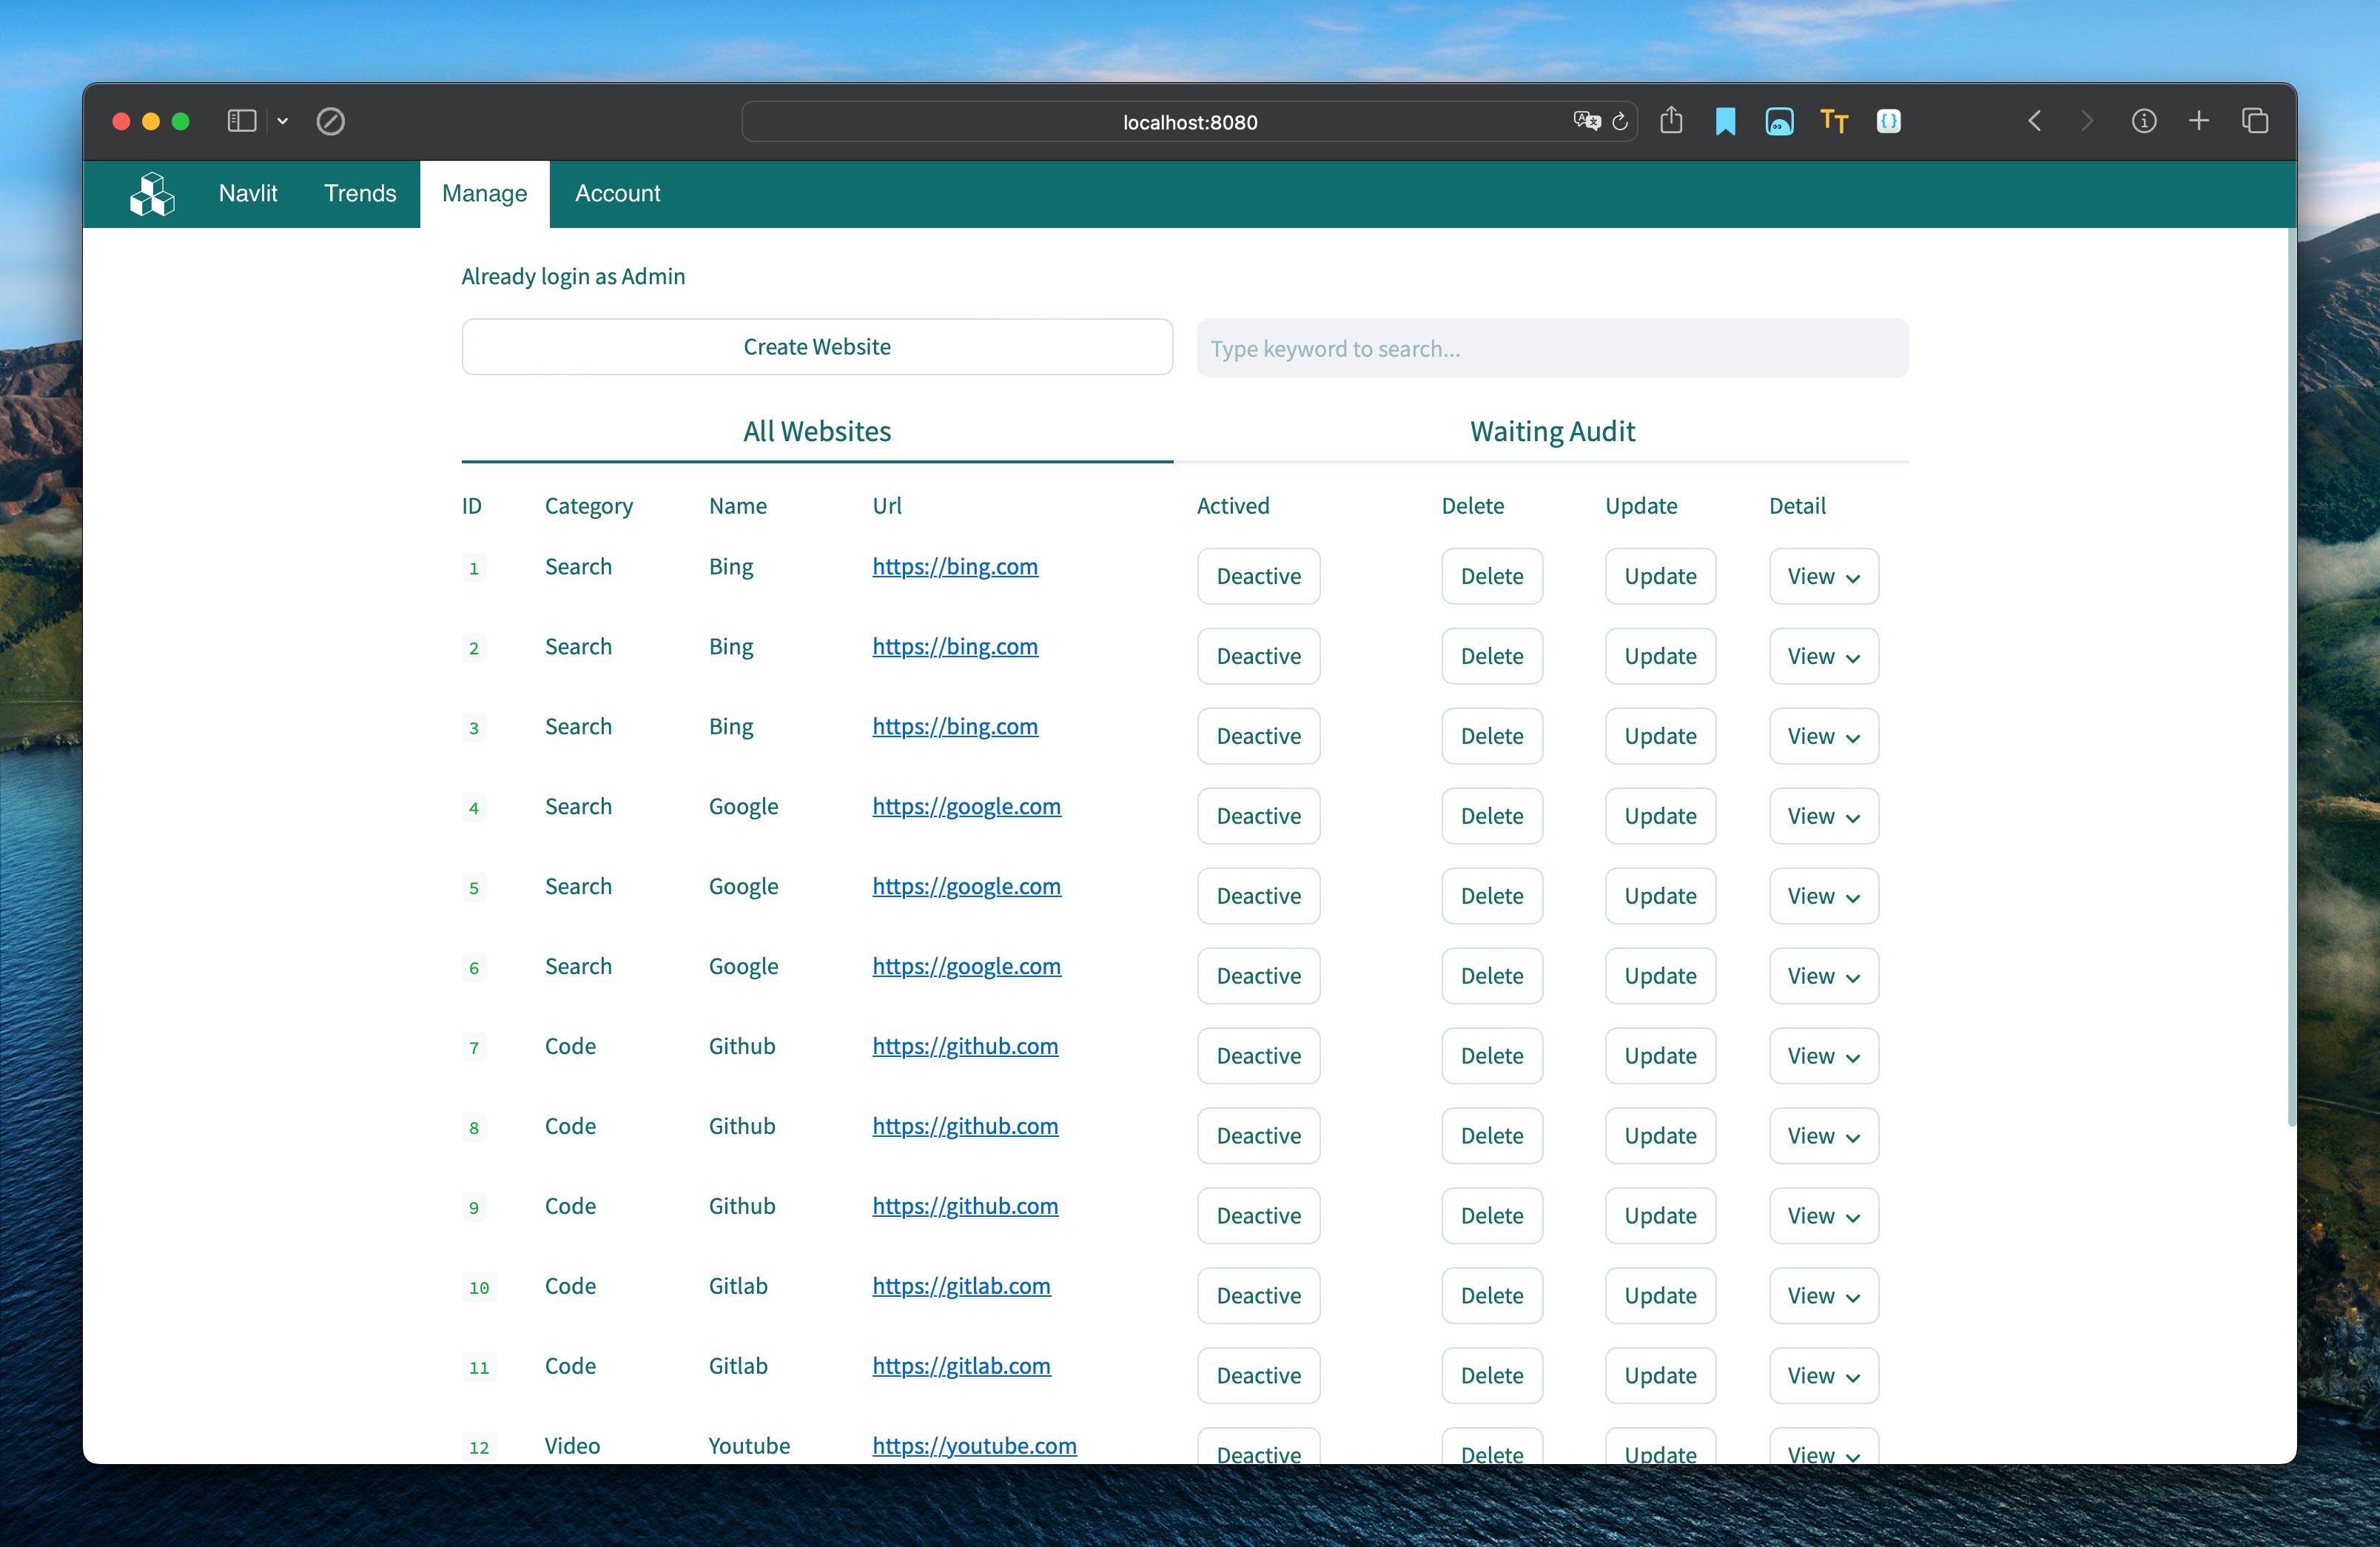 localhost:8080
Navlit Trends Manage Account
Already login as Admin
Create Website Type keyword to search...
All Websites Waiting Audit
ID Category Name Url Actived Delete Update Detail
1 Search Bing https://bing.com Deactive Delete Update View
2 Search Bing https://bing.com Deactive Delete Update View
3 Search Bing https://bing.com Deactive Delete Update View
4 Search Google https://google.com Deactive Delete Update View
5 Search Google https://google.com Deactive Delete Update View
6 Search Google https://google.com Deactive Delete Update View
7 Code Github https://github.com Deactive Delete Update View
8 Code Github https://github.com Deactive Delete Update View
9 Code Github https://github.com Deactive Delete Update View
10 Code Gitlab https://gitlab.com Deactive Delete Update View
11 Code Gitlab https://gitlab.com Deactive Delete Update View
12 Video Youtube https://youtube.com Deactive Delete Update View